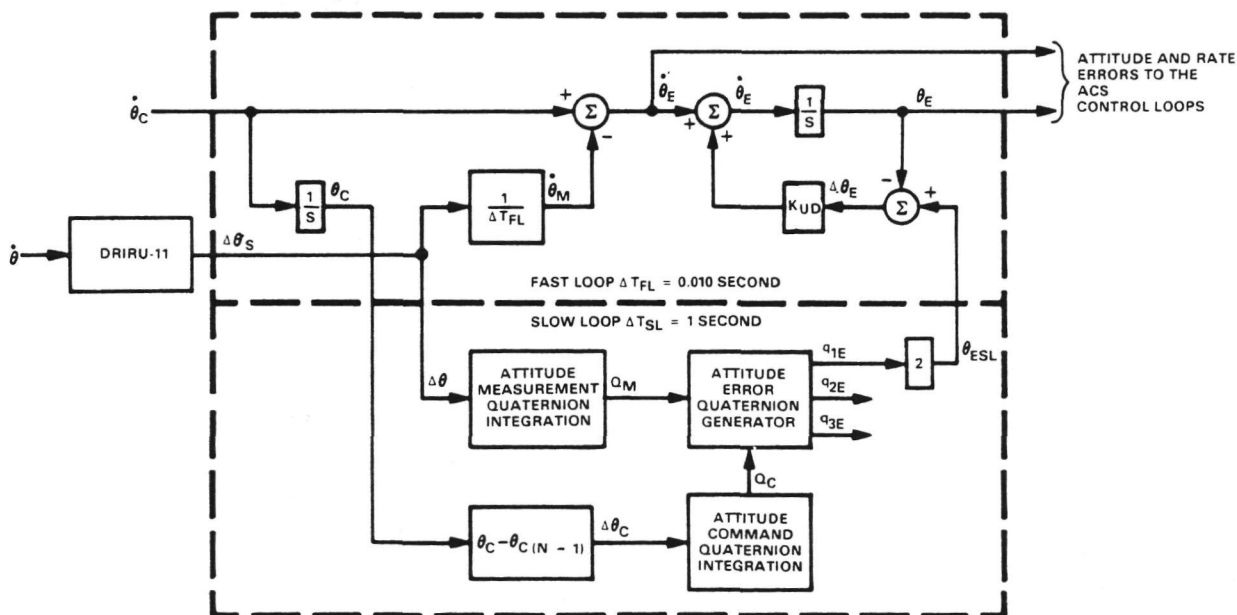 ATTITUDE AND RATE
ERRORS TO THE
ACS
CONTROL LOOPS
θ̇C
+
Σ
-
θ̇E'
+
Σ
+
θ̇E
1/S
θE
1/S
θC
1/ΔTFL
θ̇M
KUD
ΔθE
-
Σ
+
θ̇
DRIRU-11
ΔθS
FAST LOOP ΔTFL = 0.010 SECOND
SLOW LOOP ΔTSL = 1 SECOND
Δθ
ATTITUDE
MEASUREMENT
QUATERNION
INTEGRATION
QM
ATTITUDE
ERROR
QUATERNION
GENERATOR
q1E
q2E
q3E
2
θESL
QC
θC-θC(N - 1)
ΔθC
ATTITUDE
COMMAND
QUATERNION
INTEGRATION